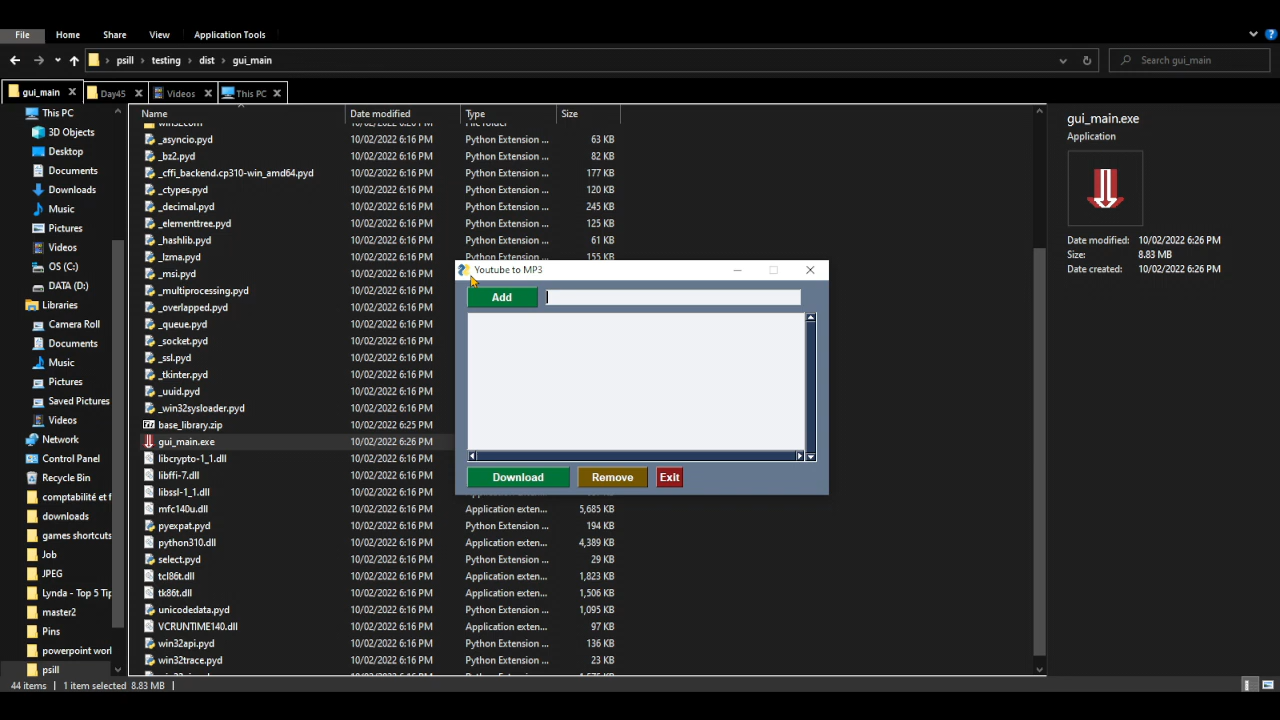 File Home Share View Application Tools
psill testing dist gui_main Search gui_main
gui_main Day45 Videos This PC
This PC
3D Objects
Desktop
Documents
Downloads
Music
Pictures
Videos
OS (C:)
DATA (D:)
Libraries
Camera Roll
Documents
Music
Pictures
Saved Pictures
Videos
Network
Control Panel
Recycle Bin
comptabilité et f
downloads
games shortcuts
Job
JPEG
Lynda - Top 5 Tip
master2
Pins
powerpoint worl
psill
Name Date modified Type Size
_asyncio.pyd 10/02/2022 6:16 PM Python Extension ... 63 KB
_bz2.pyd 10/02/2022 6:16 PM Python Extension ... 82 KB
_cffi_backend.cp310-win_amd64.pyd 10/02/2022 6:16 PM Python Extension ... 177 KB
_ctypes.pyd 10/02/2022 6:16 PM Python Extension ... 120 KB
_decimal.pyd 10/02/2022 6:16 PM Python Extension ... 245 KB
_elementtree.pyd 10/02/2022 6:16 PM Python Extension ... 125 KB
_hashlib.pyd 10/02/2022 6:16 PM Python Extension ... 61 KB
_lzma.pyd 10/02/2022 6:16 PM Python Extension ... 155 KB
_msi.pyd 10/02/2022 6:16 PM
_multiprocessing.pyd 10/02/2022 6:16 PM
_overlapped.pyd 10/02/2022 6:16 PM
_queue.pyd 10/02/2022 6:16 PM
_socket.pyd 10/02/2022 6:16 PM
_ssl.pyd 10/02/2022 6:16 PM
_tkinter.pyd 10/02/2022 6:16 PM
_uuid.pyd 10/02/2022 6:16 PM
_win32sysloader.pyd 10/02/2022 6:16 PM
base_library.zip 10/02/2022 6:25 PM
gui_main.exe 10/02/2022 6:26 PM
libcrypto-1_1.dll 10/02/2022 6:16 PM
libffi-7.dll 10/02/2022 6:16 PM
libssl-1_1.dll 10/02/2022 6:16 PM
mfc140u.dll 10/02/2022 6:16 PM Application exten... 5,685 KB
pyexpat.pyd 10/02/2022 6:16 PM Python Extension ... 194 KB
python310.dll 10/02/2022 6:16 PM Application exten... 4,389 KB
select.pyd 10/02/2022 6:16 PM Python Extension ... 29 KB
tcl86t.dll 10/02/2022 6:16 PM Application exten... 1,823 KB
tk86t.dll 10/02/2022 6:16 PM Application exten... 1,506 KB
unicodedata.pyd 10/02/2022 6:16 PM Python Extension ... 1,095 KB
VCRUNTIME140.dll 10/02/2022 6:16 PM Application exten... 97 KB
win32api.pyd 10/02/2022 6:16 PM Python Extension ... 136 KB
win32trace.pyd 10/02/2022 6:16 PM Python Extension ... 23 KB
Youtube to MP3
Add
Download Remove Exit
gui_main.exe
Application
Date modified: 10/02/2022 6:26 PM
Size: 8.83 MB
Date created: 10/02/2022 6:26 PM
44 items 1 item selected 8.83 MB